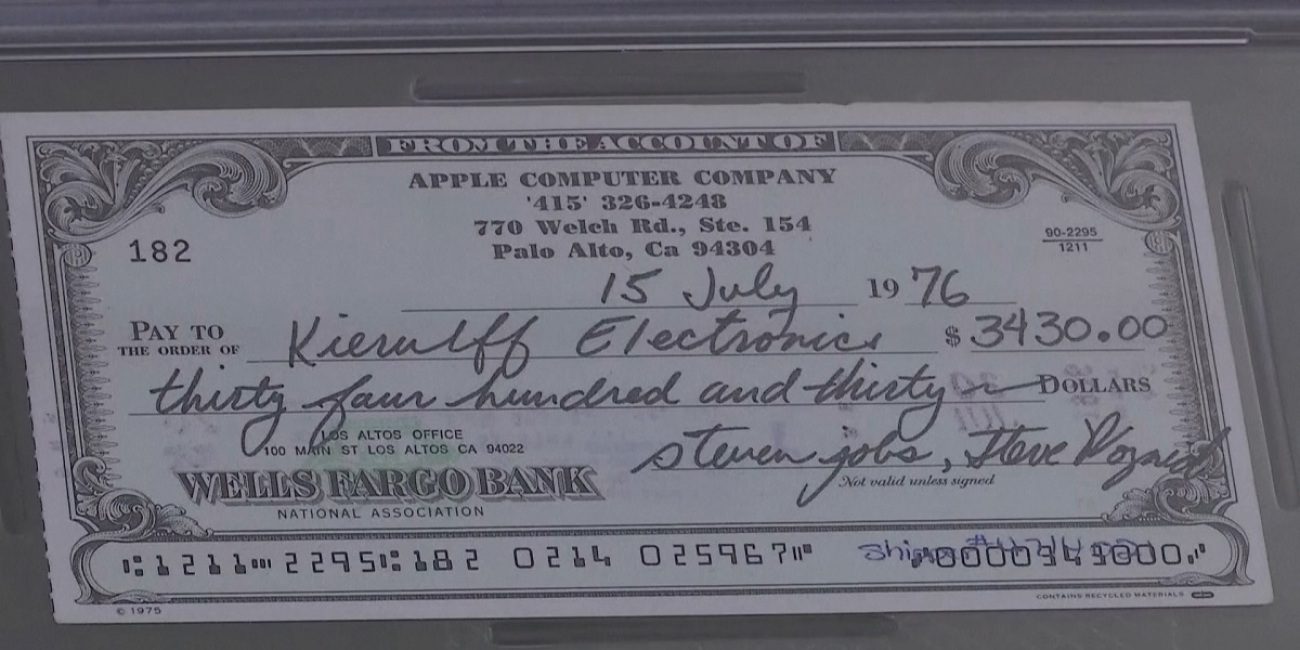 FROM THE ACCOUNT OF
APPLE COMPUTER COMPANY
'415' 326-4248
770 Welch Rd., Ste. 154
Palo Alto, Ca 94304
182
90-2295
1211
15 July 1976
PAY TO THE ORDER OF Kierulff Electronics $ 3430.00
thirty four hundred and thirty DOLLARS
LOS ALTOS OFFICE
100 MAIN ST LOS ALTOS CA 94022
WELLS FARGO BANK
NATIONAL ASSOCIATION
steven jobs, Steve Wozniak
Not valid unless signed
⑆1211⑉2295⑆182 0214 025967⑈
© 1975
CONTAINS RECYCLED MATERIALS